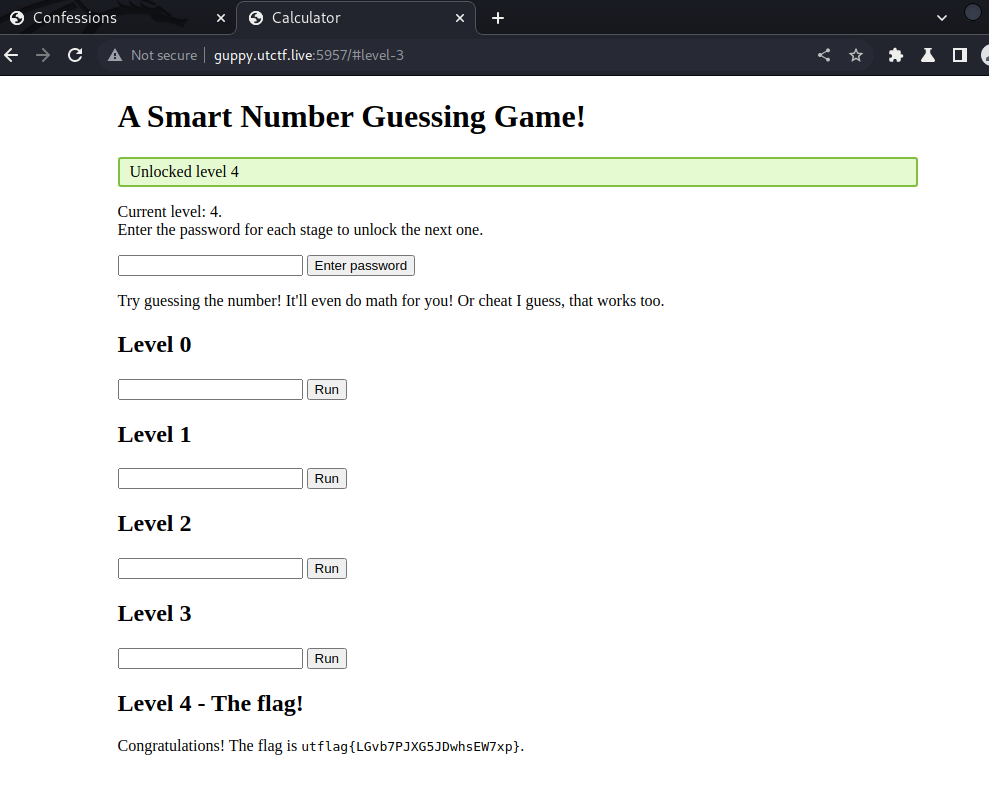 Confessions
Calculator
Not secure
guppy.utctf.live:5957/#level-3
A Smart Number Guessing Game!
Unlocked level 4
Current level: 4.
Enter the password for each stage to unlock the next one.
Enter password
Try guessing the number! It'll even do math for you! Or cheat I guess, that works too.
Level 0
Run
Level 1
Run
Level 2
Run
Level 3
Run
Level 4 - The flag!
Congratulations! The flag is utflag{LGvb7PJXG5JDwhsEW7xp}.